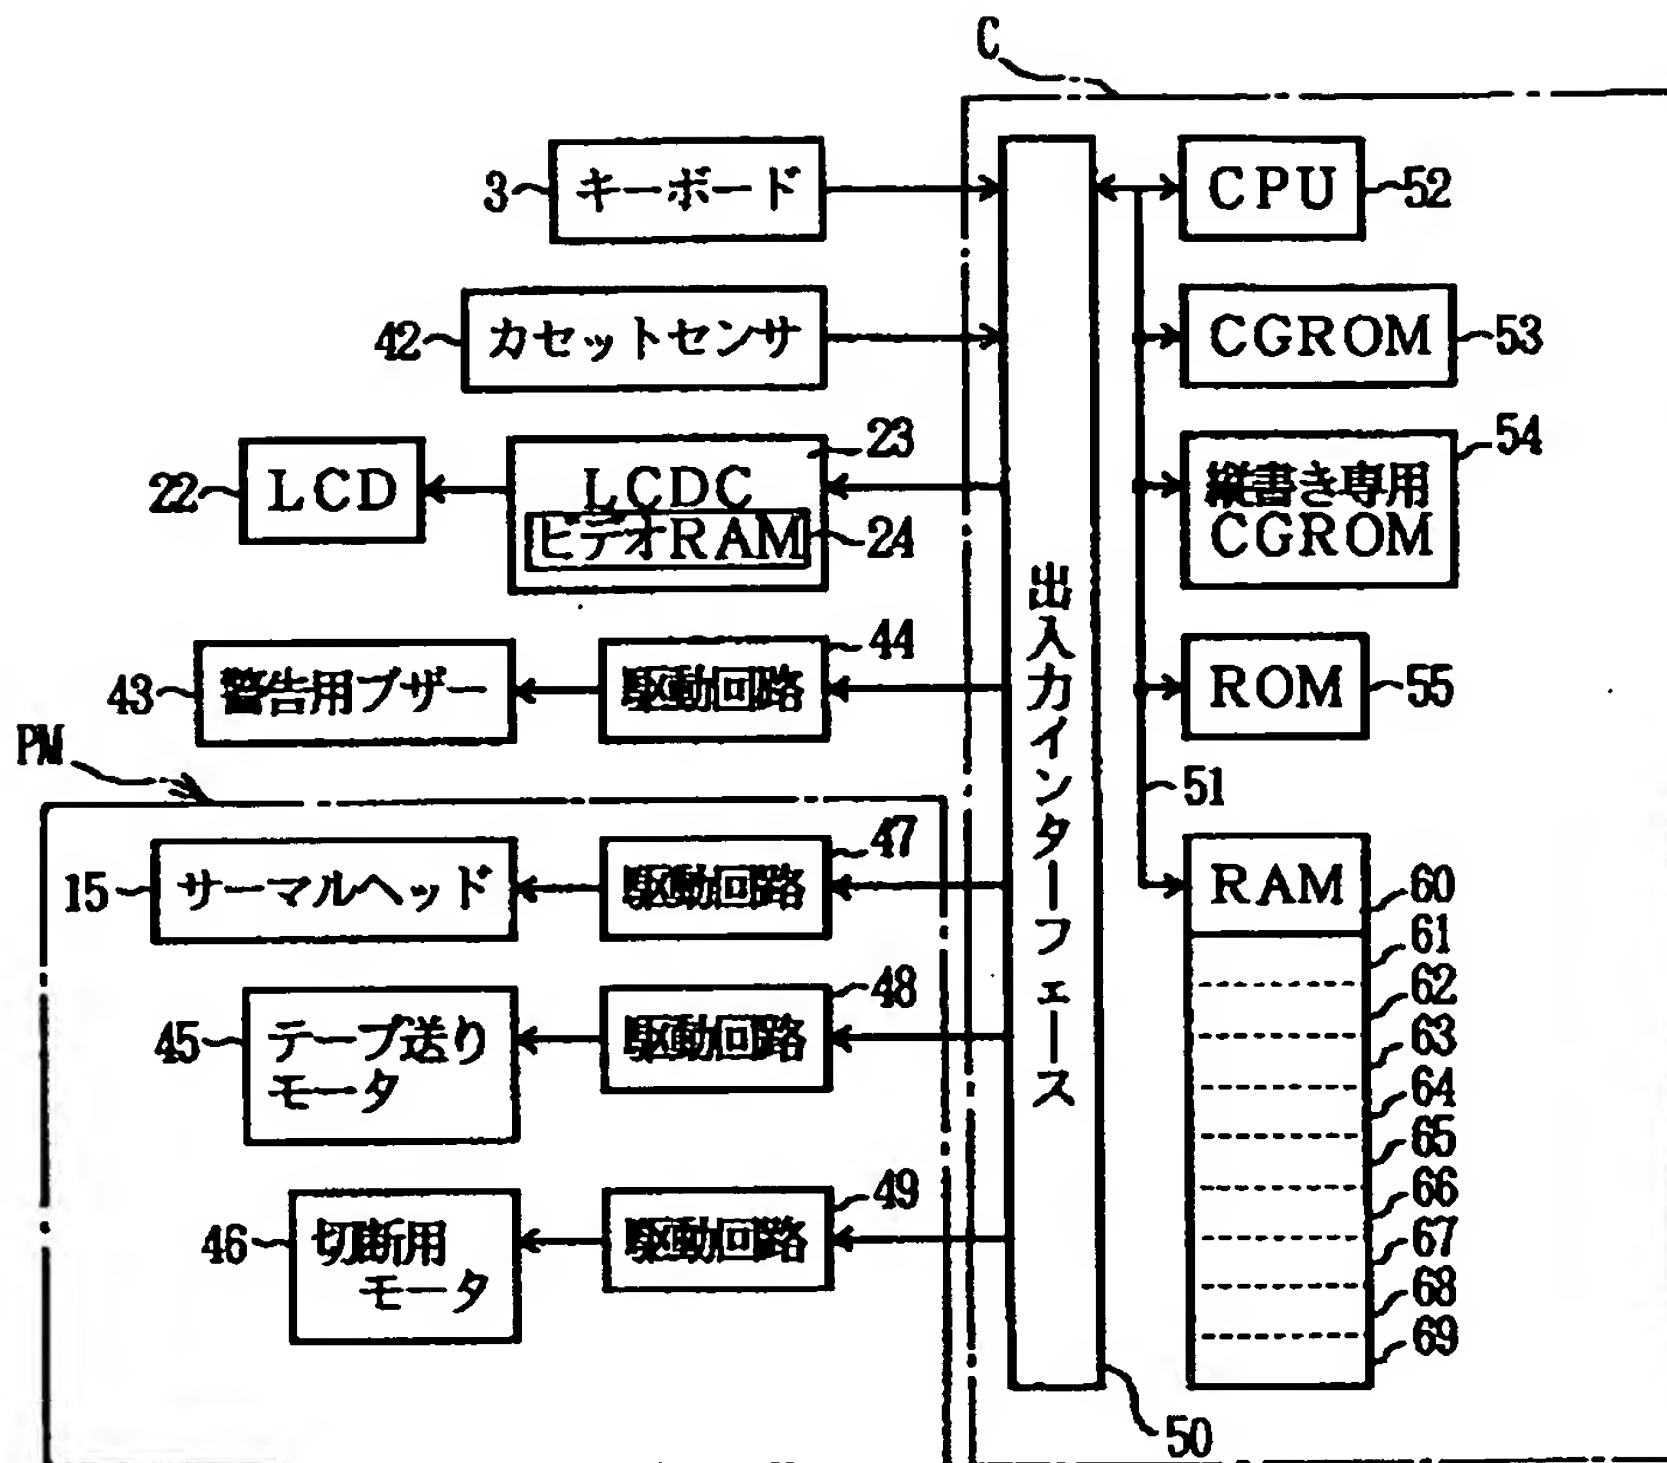 C
3 キーボード
CPU 52
42 カセットセンサ
CGROM 53
22 LCD
LCDC 23
ビデオRAM 24
縦書き専用 54
CGROM
43 警告用ブザー
駆動回路 44
ROM 55
出入力インターフェース
50
51
PM
15 サーマルヘッド
駆動回路 47
RAM 60
61
62
63
64
65
66
67
68
69
45 テープ送り
モータ
駆動回路 48
46 切断用
モータ
駆動回路 49